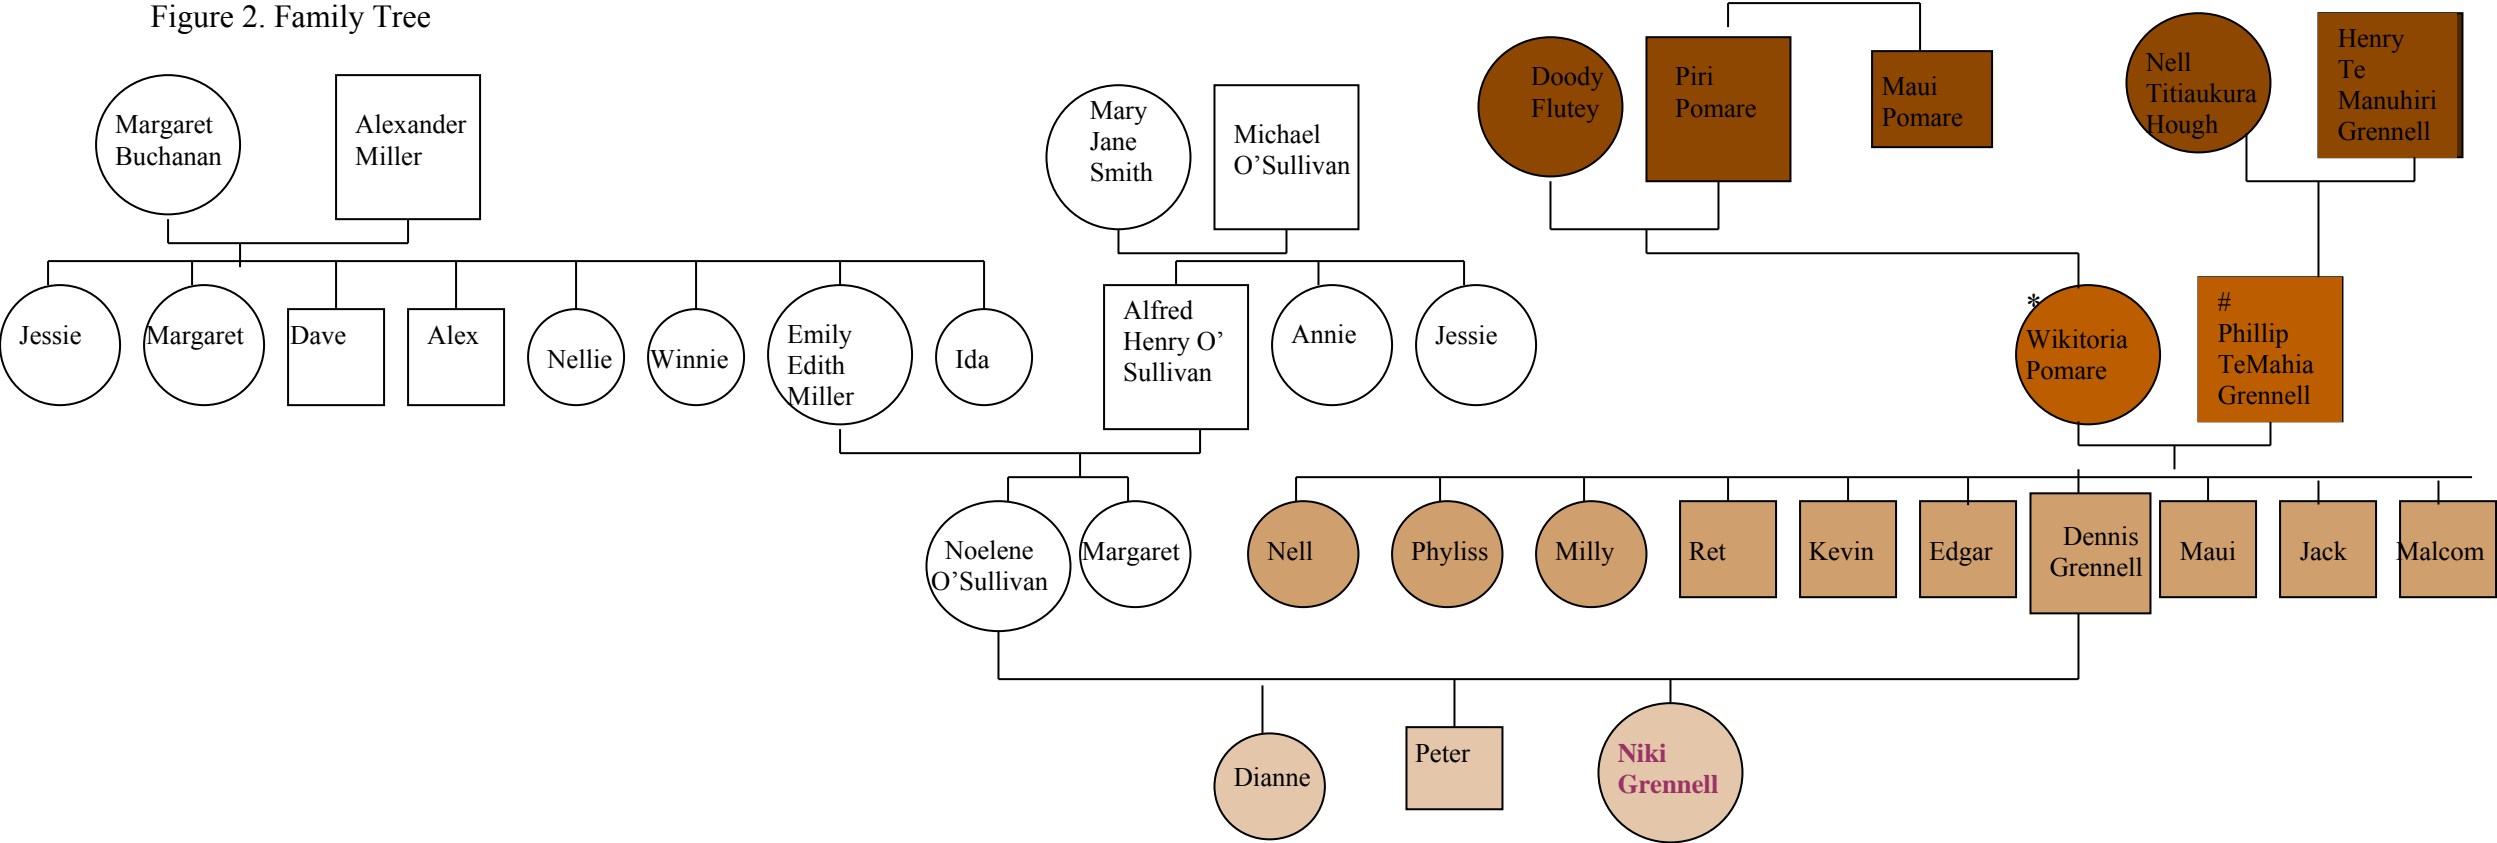 Figure 2. Family Tree
Margaret
Buchanan
Alexander
Miller
Mary
Jane
Smith
Michael
O’Sullivan
Doody
Flutey
Piri
Pomare
Maui
Pomare
Nell
Titiaukura
Hough
Henry
Te
Manuhiri
Grennell
Jessie
Margaret
Dave
Alex
Nellie
Winnie
Emily
Edith
Miller
Ida
Alfred
Henry O’
Sullivan
Annie
Jessie
*
Wikitoria
Pomare
#
Phillip
TeMahia
Grennell
Noelene
O’Sullivan
Margaret
Nell
Phyliss
Milly
Ret
Kevin
Edgar
Dennis
Grennell
Maui
Jack
Malcom
Dianne
Peter
Niki
Grennell